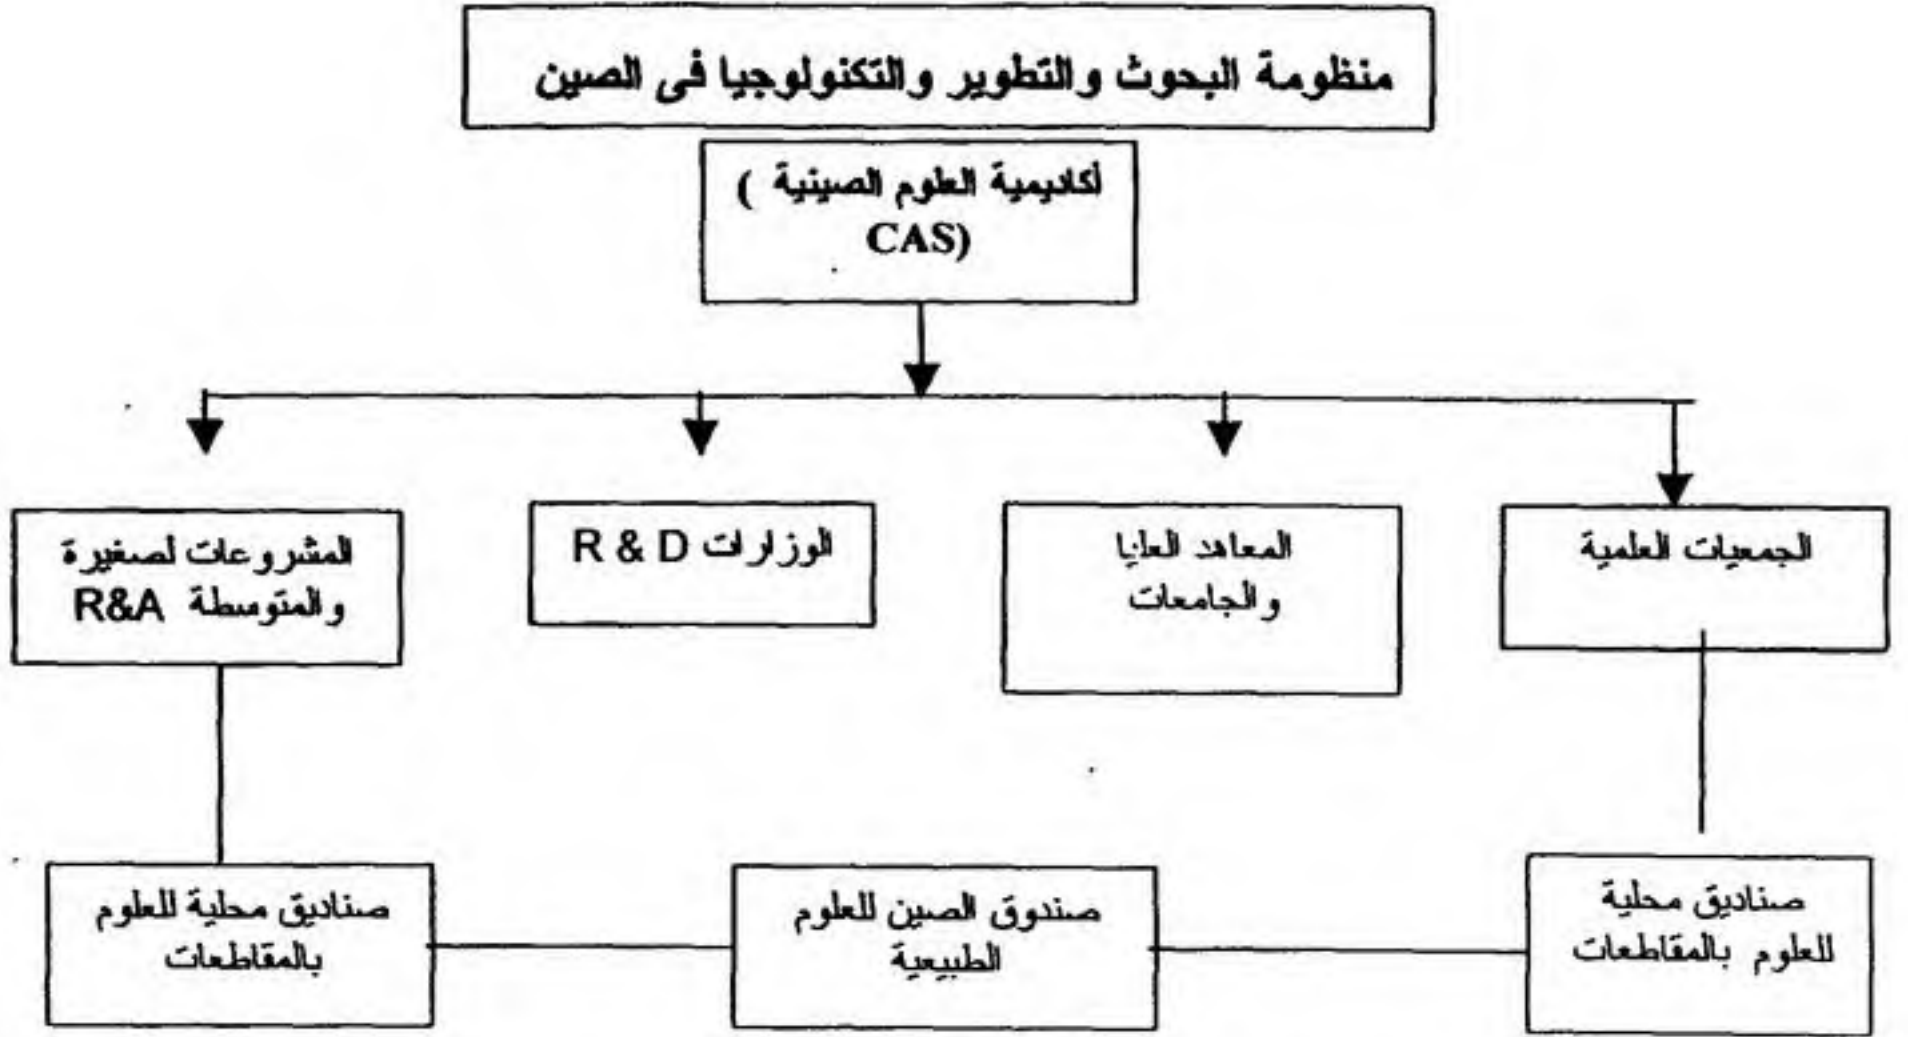 منظومة البحوث والتطوير والتكنولوجيا فى الصين
أكاديمية العلوم الصينية (
CAS)
الجمعيات العلمية
المعاهد العليا
والجامعات
الوزارات R & D
المشروعات لصغيرة
والمتوسطة R&A
صناديق محلية
للعلوم بالمقاطعات
صندوق الصين للعلوم
الطبيعية
صناديق محلية للعلوم
بالمقاطعات